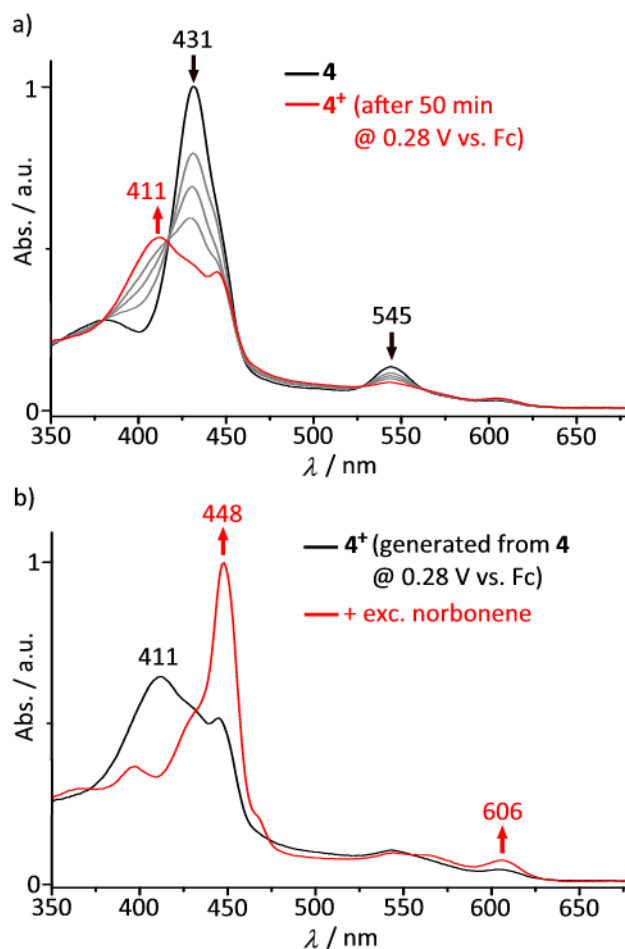 a)
431
4
4+ (after 50 min
@ 0.28 V vs. Fc)
411
545
Abs. / a.u.
1
0
350 400 450 500 550 600 650
λ / nm
b)
448
4+ (generated from 4
@ 0.28 V vs. Fc)
+ exc. norbonene
411
606
Abs. / a.u.
1
0
350 400 450 500 550 600 650
λ / nm